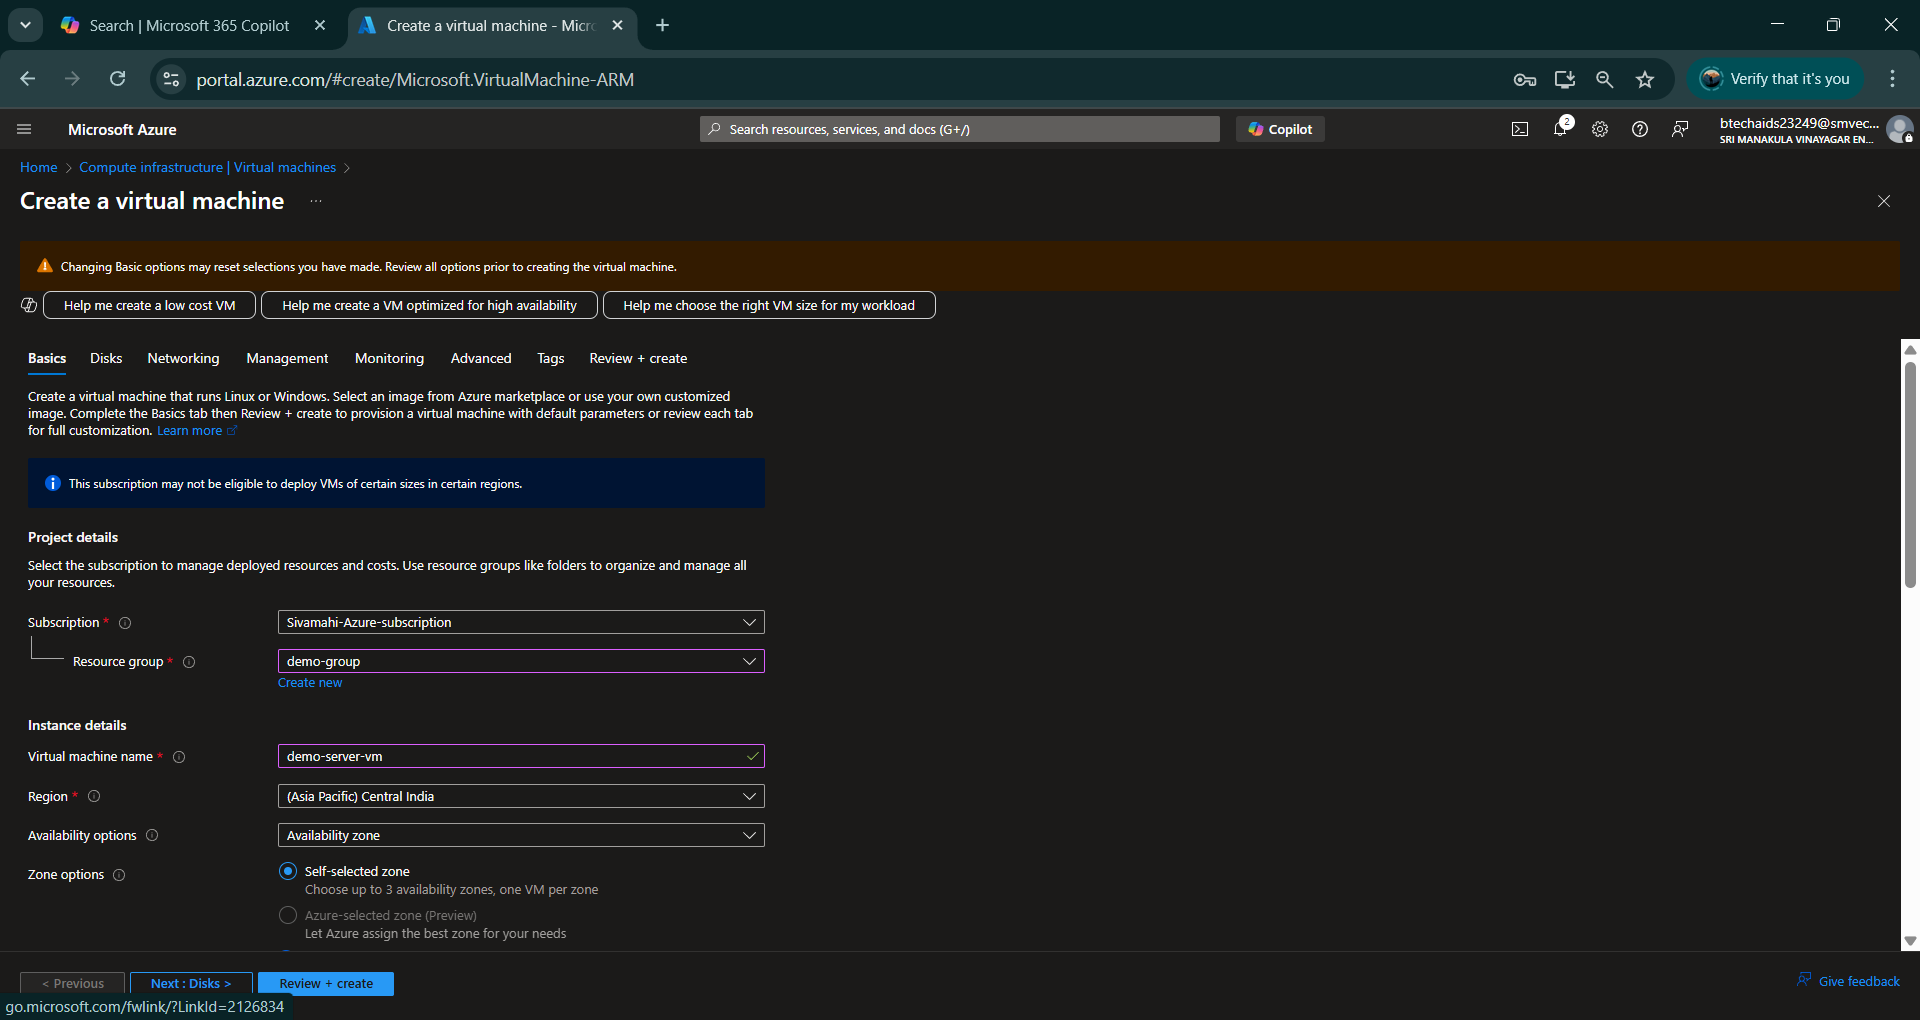 Search | Microsoft 365 Copilot
Create a virtual machine - Micr
portal.azure.com/#create/Microsoft.VirtualMachine-ARM
Verify that it's you
Microsoft Azure
Search resources, services, and docs (G+/)
Copilot
2
btechaids23249@smvec...
SRI MANAKULA VINAYAGAR EN...
Home > Compute infrastructure | Virtual machines >
Create a virtual machine ...
Changing Basic options may reset selections you have made. Review all options prior to creating the virtual machine.
Help me create a low cost VM
Help me create a VM optimized for high availability
Help me choose the right VM size for my workload
Basics Disks Networking Management Monitoring Advanced Tags Review + create
Create a virtual machine that runs Linux or Windows. Select an image from Azure marketplace or use your own customized
image. Complete the Basics tab then Review + create to provision a virtual machine with default parameters or review each tab
for full customization. Learn more
This subscription may not be eligible to deploy VMs of certain sizes in certain regions.
Project details
Select the subscription to manage deployed resources and costs. Use resource groups like folders to organize and manage all
your resources.
Subscription *
Sivamahi-Azure-subscription
Resource group *
demo-group
Create new
Instance details
Virtual machine name *
demo-server-vm
Region *
(Asia Pacific) Central India
Availability options
Availability zone
Zone options
Self-selected zone
Choose up to 3 availability zones, one VM per zone
Azure-selected zone (Preview)
Let Azure assign the best zone for your needs
< Previous
Next : Disks >
Review + create
Give feedback
go.microsoft.com/fwlink/?LinkId=2126834